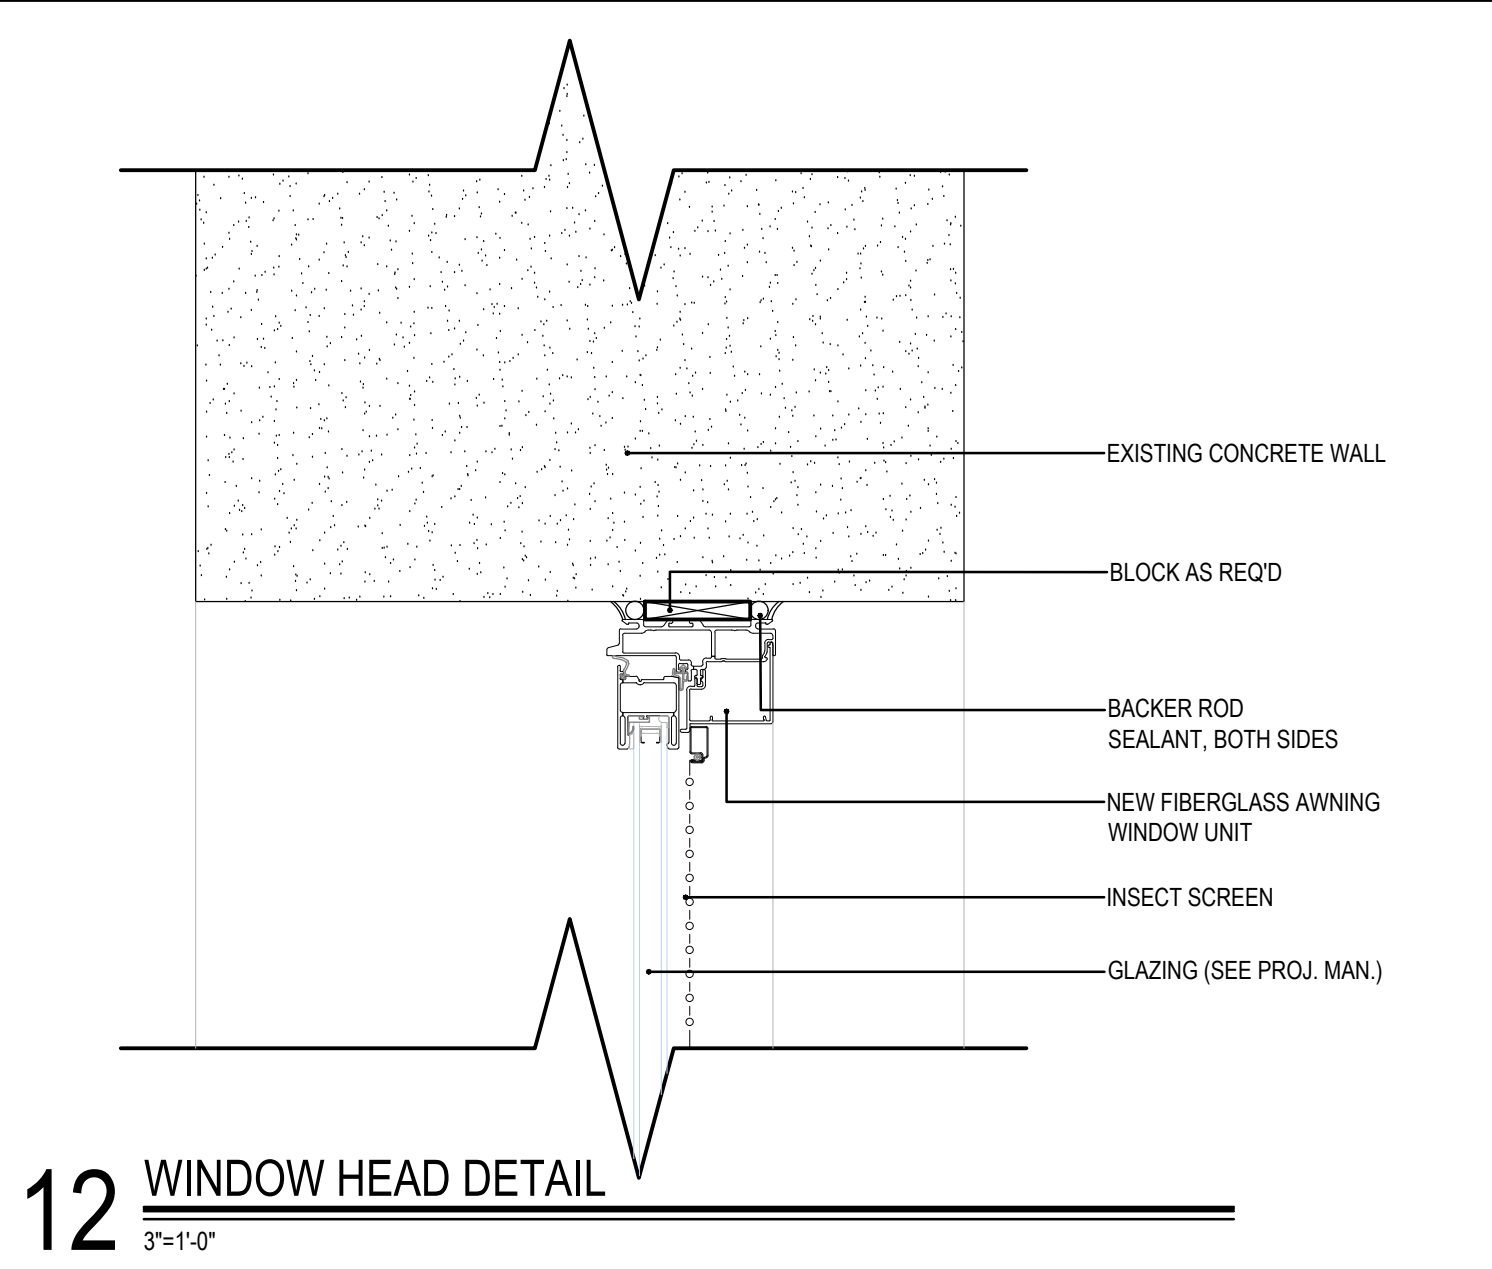 EXISTING CONCRETE WALL
BLOCK AS REQ'D
BACKER ROD
SEALANT, BOTH SIDES
NEW FIBERGLASS AWNING
WINDOW UNIT
INSECT SCREEN
GLAZING (SEE PROJ. MAN.)
12 WINDOW HEAD DETAIL
3"=1'-0"